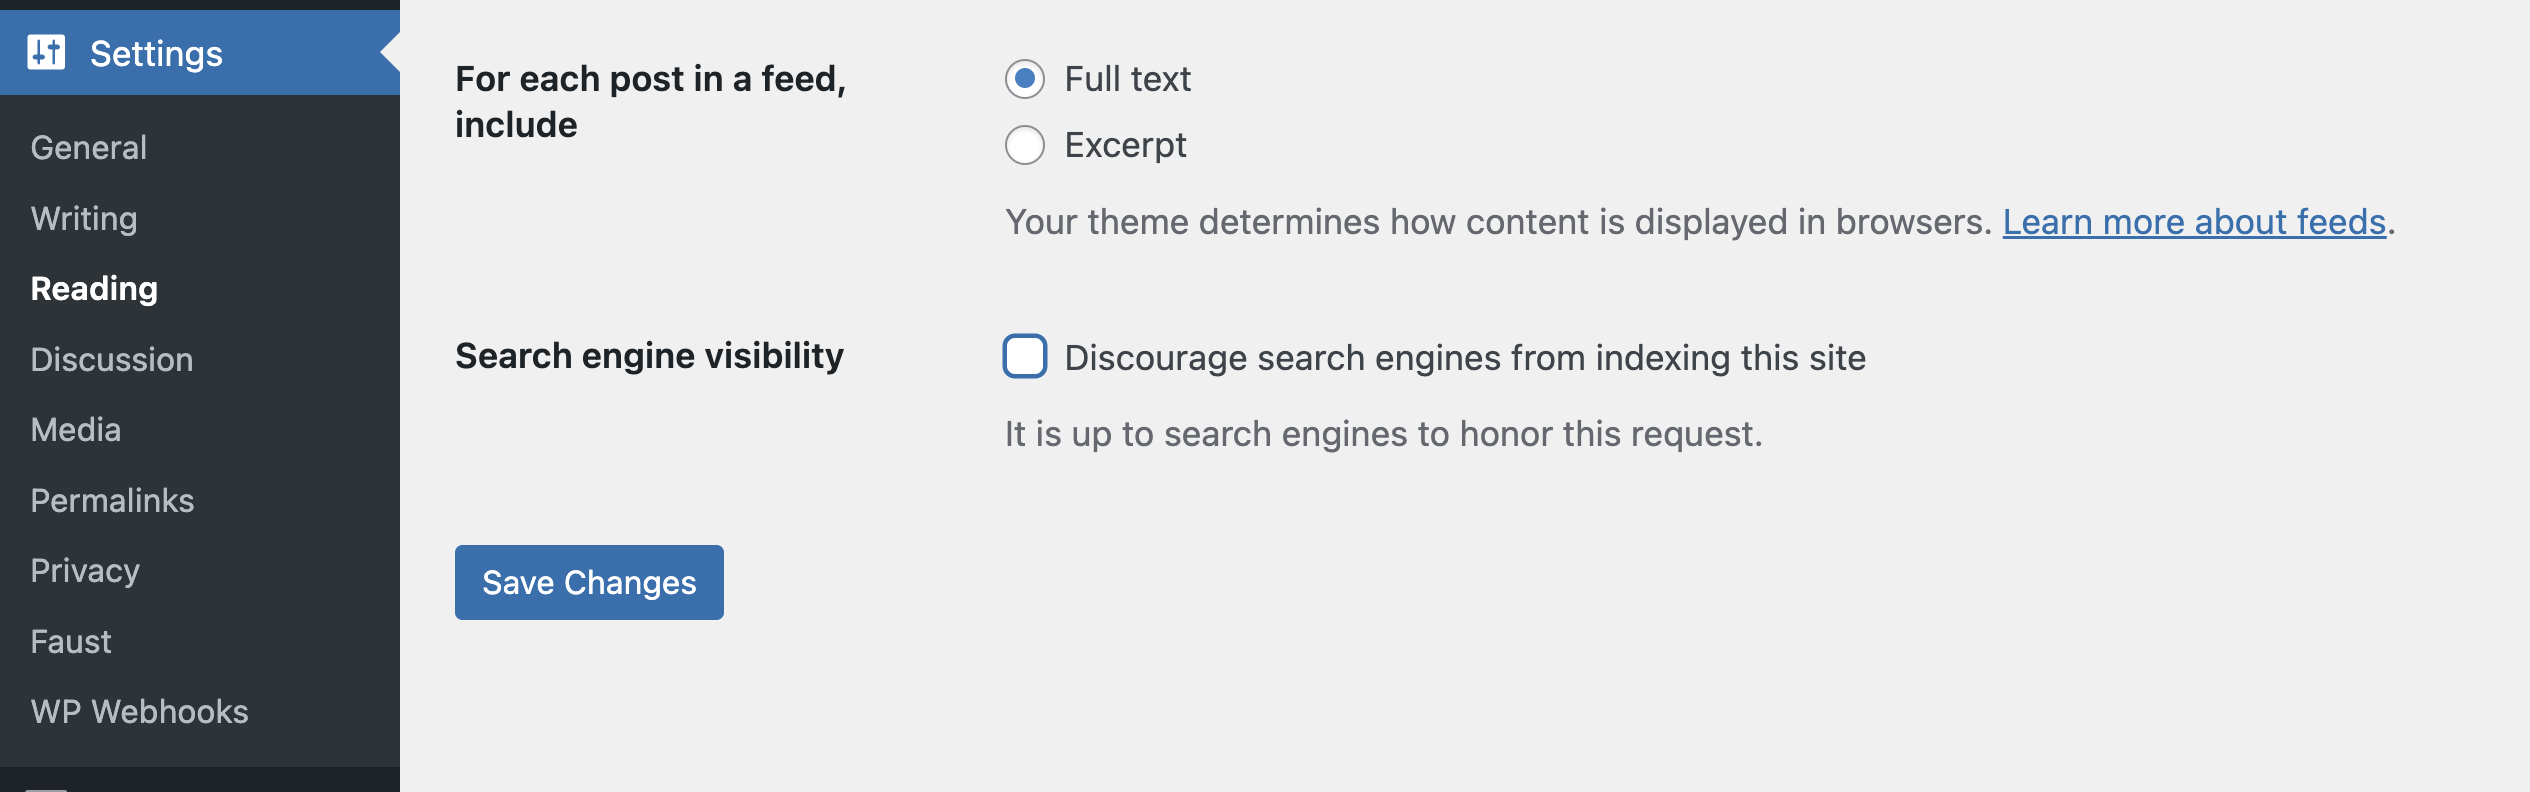 Settings
General
Writing
Reading
Discussion
Media
Permalinks
Privacy
Faust
WP Webhooks
For each post in a feed,
include
Full text
Excerpt
Your theme determines how content is displayed in browsers. Learn more about feeds.
Search engine visibility
Discourage search engines from indexing this site
It is up to search engines to honor this request.
Save Changes